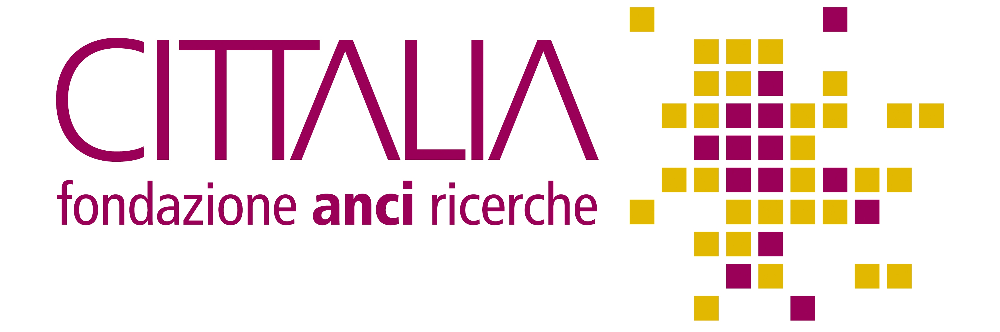 CITTALIA
fondazione anci ricerche